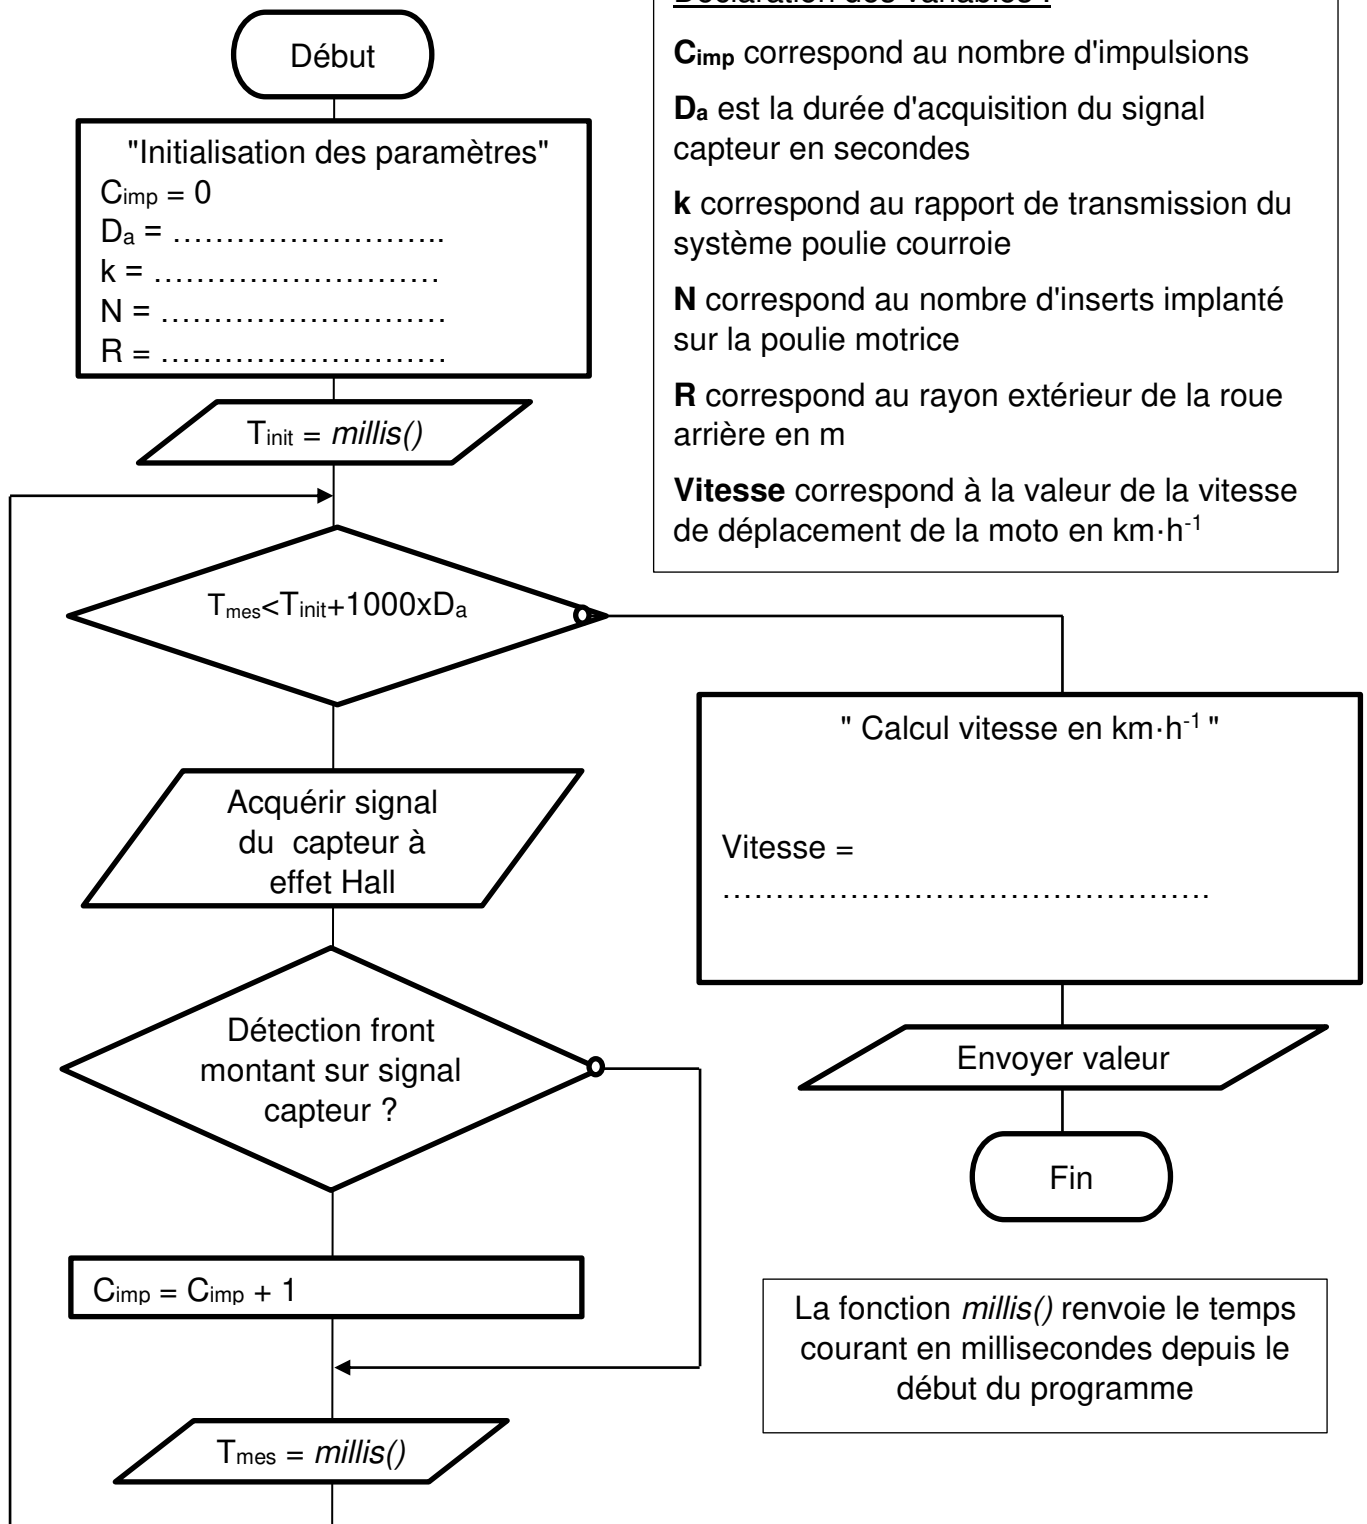 Début
"Initialisation des paramètres"
Cimp = 0
Da = ……………………..
k = ………………………
N = ………………………
R = ………………………
Tinit = millis()
Tmes<Tinit+1000xDa
Acquérir signal
du capteur à
effet Hall
Détection front
montant sur signal
capteur ?
Cimp = Cimp + 1
Tmes = millis()
Déclaration des variables :
Cimp correspond au nombre d'impulsions
Da est la durée d'acquisition du signal
capteur en secondes
k correspond au rapport de transmission du
système poulie courroie
N correspond au nombre d'inserts implanté
sur la poulie motrice
R correspond au rayon extérieur de la roue
arrière en m
Vitesse correspond à la valeur de la vitesse
de déplacement de la moto en km·h-1
" Calcul vitesse en km·h-1 "
Vitesse =
……………………………………….
Envoyer valeur
Fin
La fonction millis() renvoie le temps
courant en millisecondes depuis le
début du programme